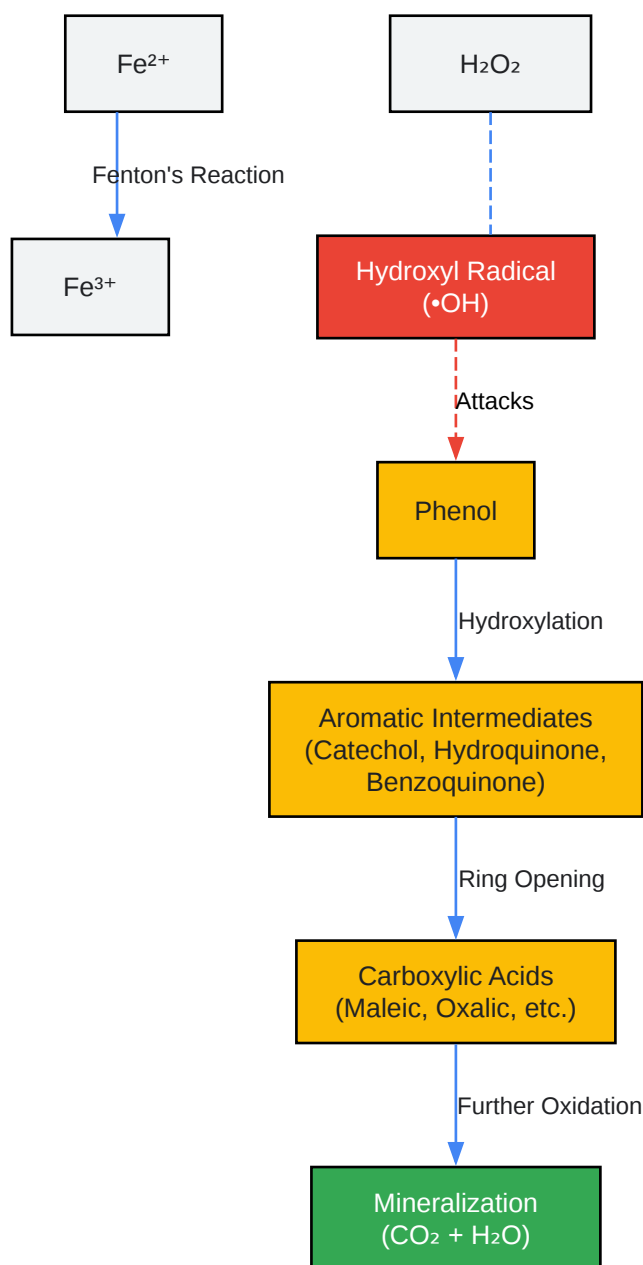 Fe²⁺
H₂O₂
Fenton's Reaction
Fe³⁺
Hydroxyl Radical
(•OH)
Attacks
Phenol
Hydroxylation
Aromatic Intermediates
(Catechol, Hydroquinone,
Benzoquinone)
Ring Opening
Carboxylic Acids
(Maleic, Oxalic, etc.)
Further Oxidation
Mineralization
(CO₂ + H₂O)